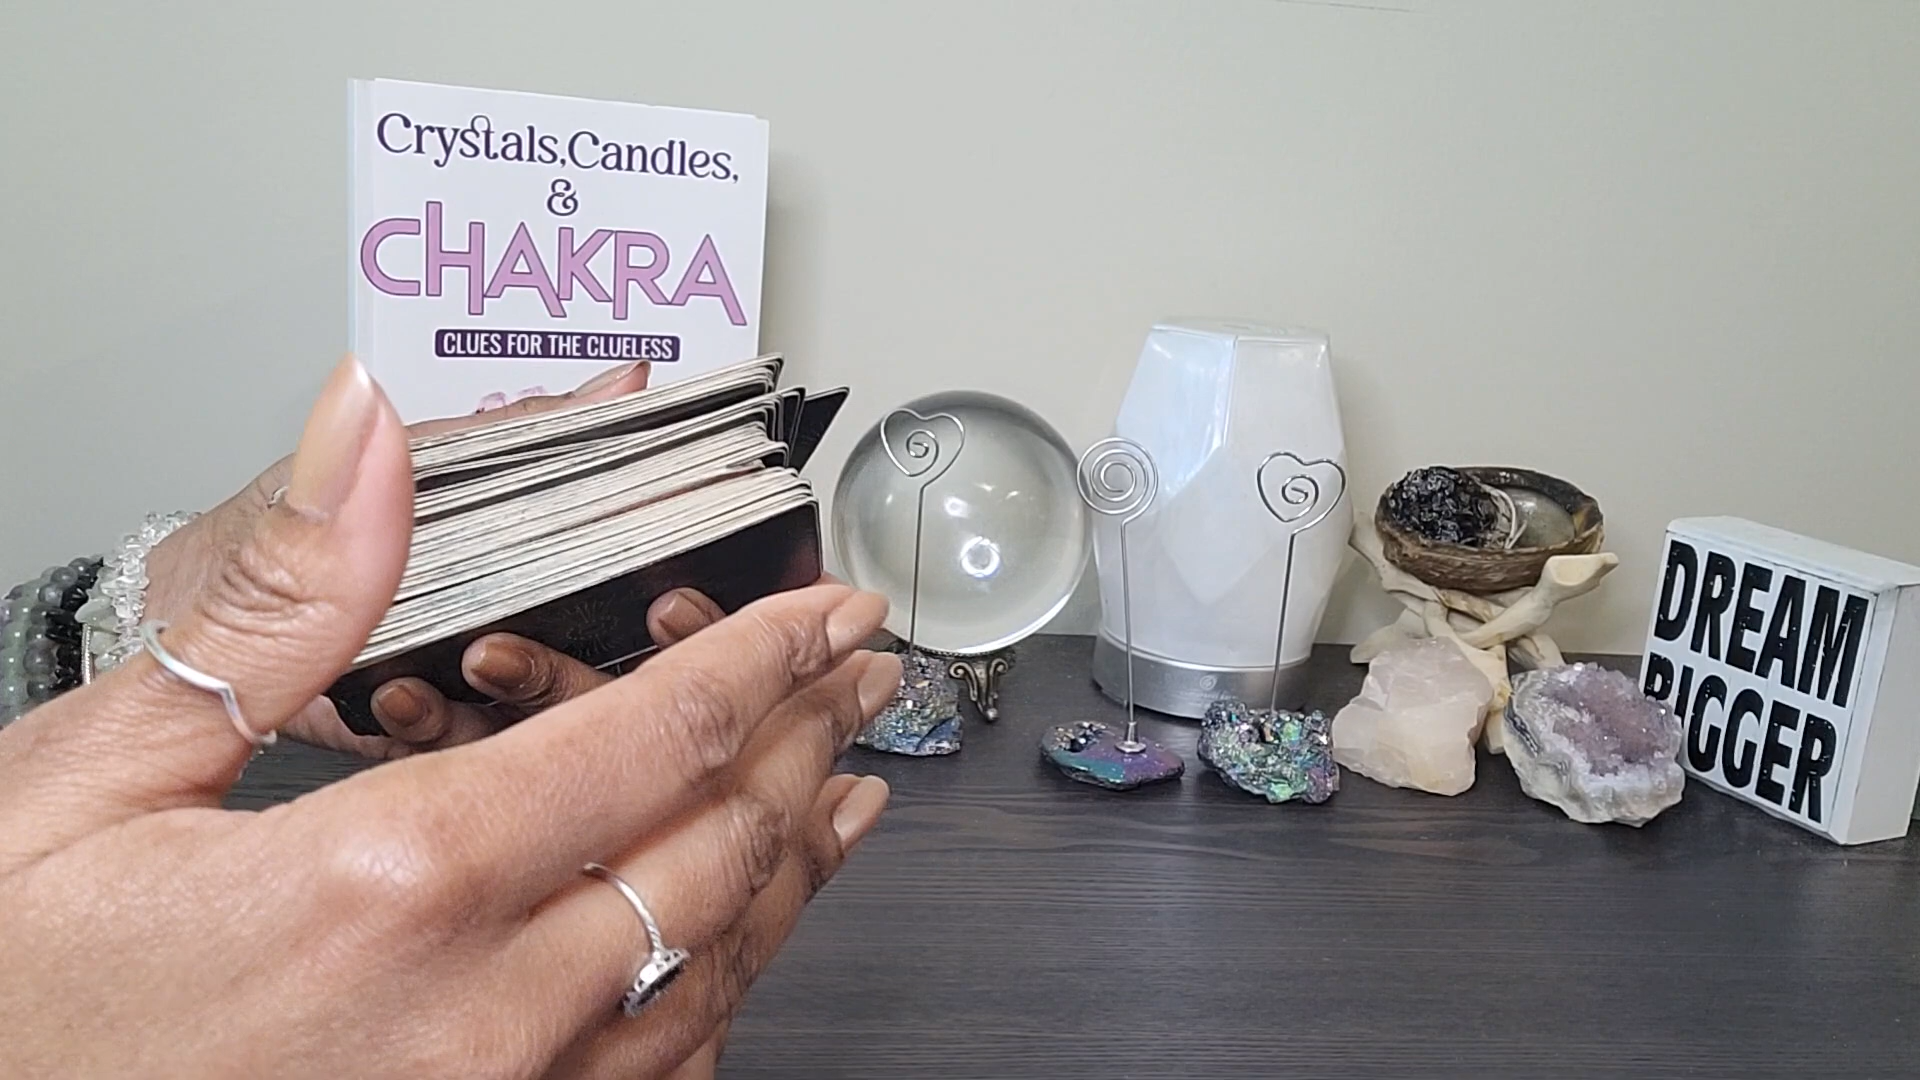 Crystals,Candles,
&
CHAKRA
CLUES FOR THE CLUELESS
DREAM
BIGGER